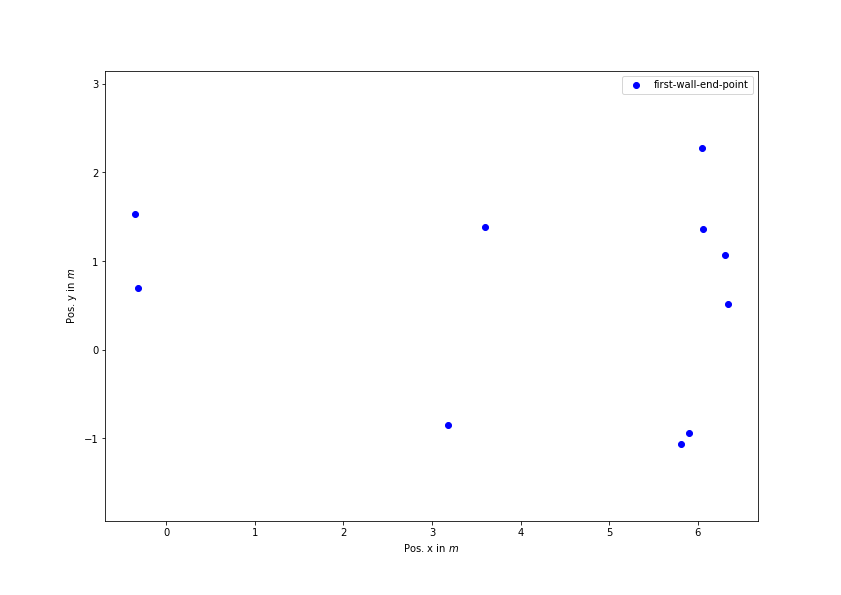 first-wall-end-point
3
2
1
0
−1
Pos. y in m
0 1 2 3 4 5 6
Pos. x in m